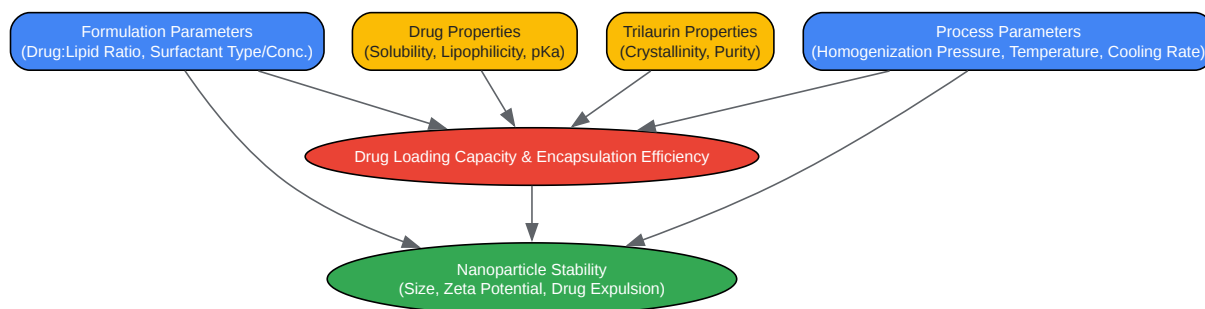 Formulation Parameters
(Drug:Lipid Ratio, Surfactant Type/Conc.)
Drug Properties
(Solubility, Lipophilicity, pKa)
Trilaurin Properties
(Crystallinity, Purity)
Process Parameters
(Homogenization Pressure, Temperature, Cooling Rate)
Drug Loading Capacity & Encapsulation Efficiency
Nanoparticle Stability
(Size, Zeta Potential, Drug Expulsion)